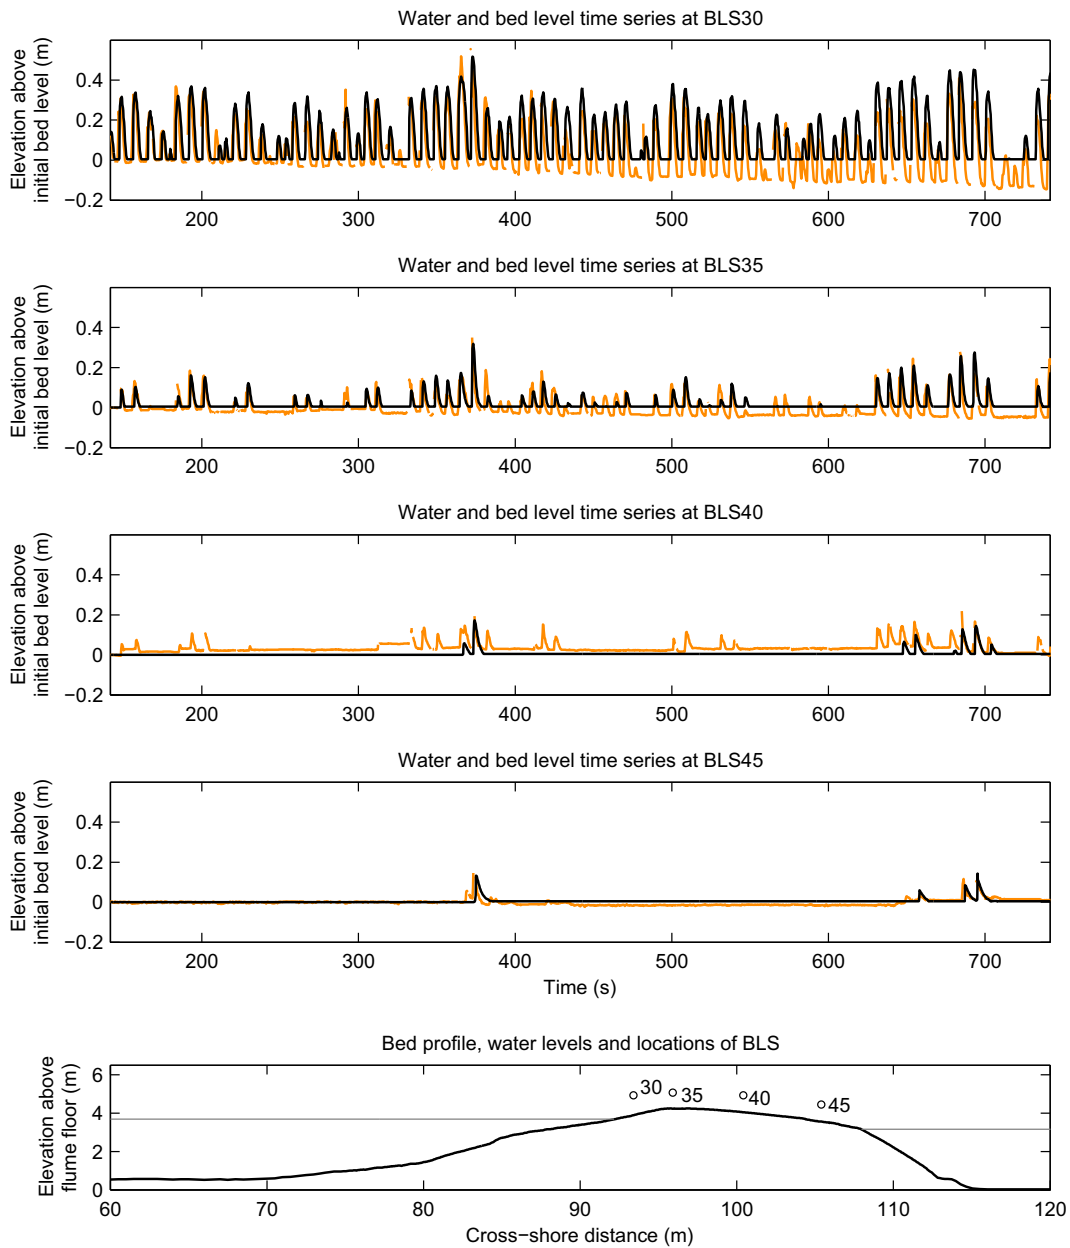 Water and bed level time series at BLS30
Elevation above
initial bed level (m)
0.4
0.2
0
−0.2
200 300 400 500 600 700
Water and bed level time series at BLS35
Elevation above
initial bed level (m)
0.4
0.2
0
−0.2
200 300 400 500 600 700
Water and bed level time series at BLS40
Elevation above
initial bed level (m)
0.4
0.2
0
−0.2
200 300 400 500 600 700
Water and bed level time series at BLS45
Elevation above
initial bed level (m)
0.4
0.2
0
−0.2
200 300 400 500 600 700
Time (s)
Bed profile, water levels and locations of BLS
Elevation above
flume floor (m)
6
4
2
0
30 35 40 45
60 70 80 90 100 110 120
Cross−shore distance (m)